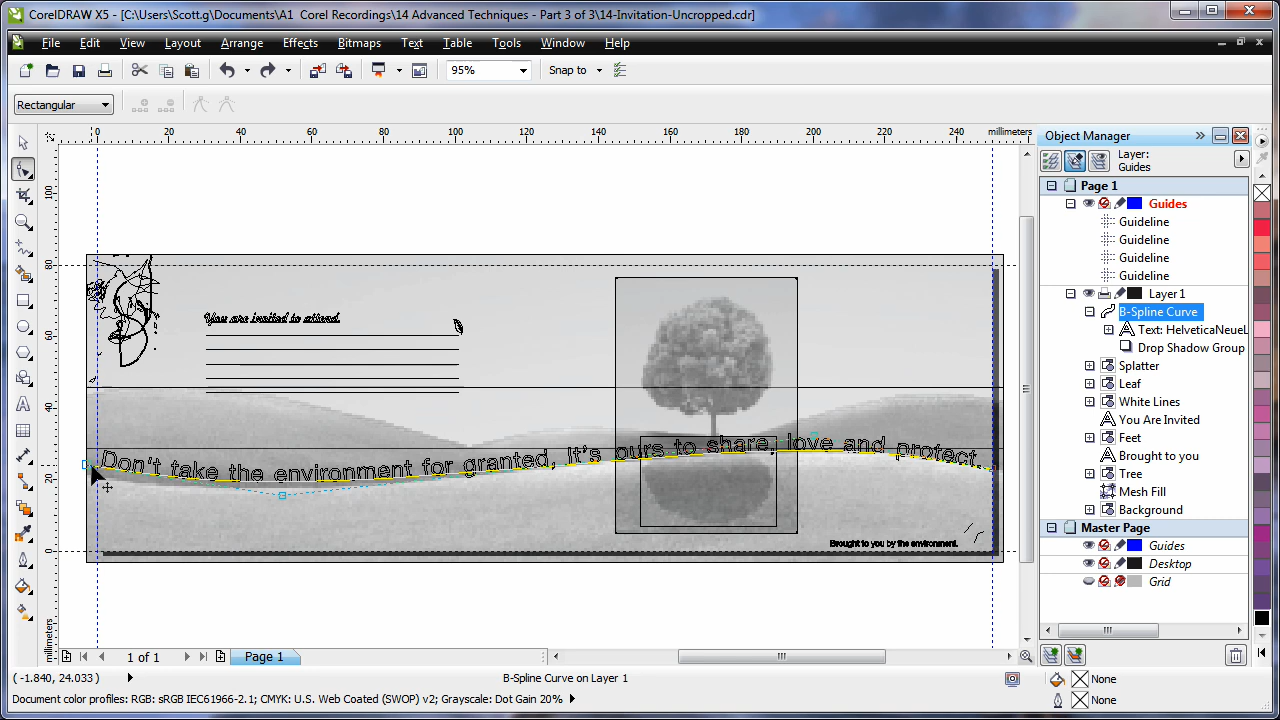 CorelDRAW X5 - [C:\Users\Scott.g\Documents\A1 Corel Recordings\14 Advanced Techniques - Part 3 of 3\14-Invitation-Uncropped.cdr]
File Edit View Layout Arrange Effects Bitmaps Text Table Tools Window Help
95% Snap to
Rectangular
0 20 40 60 80 100 120 140 160 180 200 220 240 millimeters
100
80
40
20
0
millimeters
You are invited to attend.
Don't take the environment for granted, it's ours to share, love and protect.
Brought to you by the environment.
Object Manager
Layer:
Guides
Page 1
Guides
Guideline
Guideline
Guideline
Guideline
Layer 1
B-Spline Curve
Text: HelveticaNeueL
Drop Shadow Group
Splatter
Leaf
White Lines
You Are Invited
Feet
Brought to you
Tree
Mesh Fill
Background
Master Page
Guides
Desktop
Grid
1 of 1 Page 1
( -1.840, 24.033 ) B-Spline Curve on Layer 1 None
Document color profiles: RGB: sRGB IEC61966-2.1; CMYK: U.S. Web Coated (SWOP) v2; Grayscale: Dot Gain 20% None